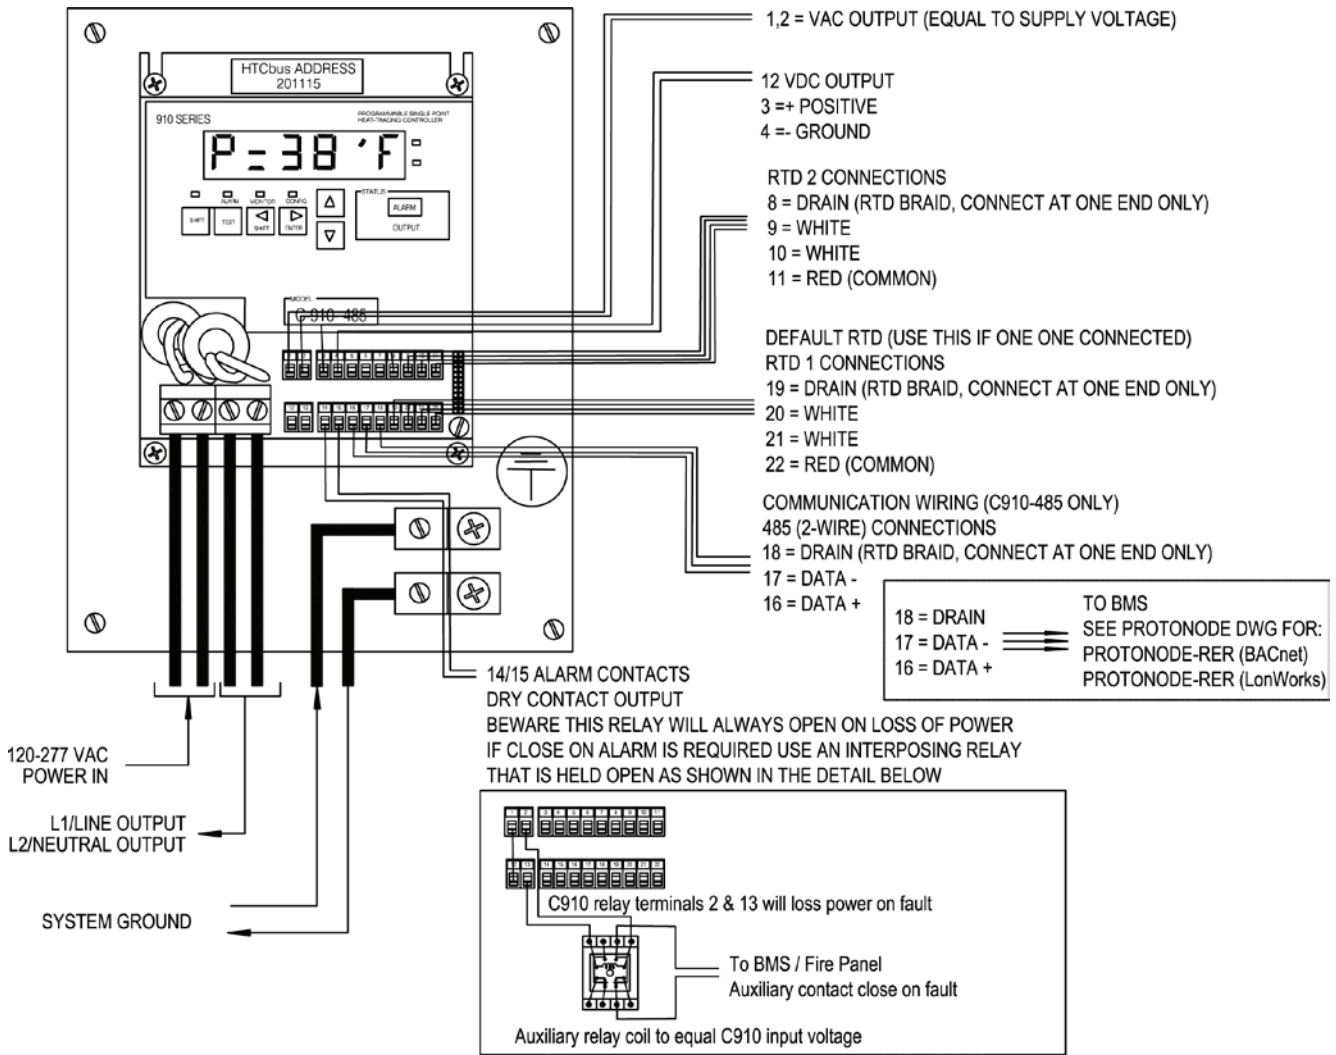 1,2 = VAC OUTPUT (EQUAL TO SUPPLY VOLTAGE)
HTCbus ADDRESS
201115
12 VDC OUTPUT
3 =+ POSITIVE
4 =- GROUND
910 SERIES
PROGRAMMABLE SINGLE POINT
HEAT-TRACING CONTROLLER
P=38 'F
ALARM
MONITOR
CONFIG
STATUS
SHIFT
TEST
SHIFT
ENTER
ALARM
OUTPUT
RTD 2 CONNECTIONS
8 = DRAIN (RTD BRAID, CONNECT AT ONE END ONLY)
9 = WHITE
10 = WHITE
11 = RED (COMMON)
MODEL
C 910- 485
DEFAULT RTD (USE THIS IF ONE ONE CONNECTED)
RTD 1 CONNECTIONS
19 = DRAIN (RTD BRAID, CONNECT AT ONE END ONLY)
20 = WHITE
21 = WHITE
22 = RED (COMMON)
COMMUNICATION WIRING (C910-485 ONLY)
485 (2-WIRE) CONNECTIONS
18 = DRAIN (RTD BRAID, CONNECT AT ONE END ONLY)
17 = DATA -
16 = DATA +
18 = DRAIN
17 = DATA -
16 = DATA +
TO BMS
SEE PROTONODE DWG FOR:
PROTONODE-RER (BACnet)
PROTONODE-RER (LonWorks)
14/15 ALARM CONTACTS
DRY CONTACT OUTPUT
BEWARE THIS RELAY WILL ALWAYS OPEN ON LOSS OF POWER
IF CLOSE ON ALARM IS REQUIRED USE AN INTERPOSING RELAY
THAT IS HELD OPEN AS SHOWN IN THE DETAIL BELOW
120-277 VAC
POWER IN
L1/LINE OUTPUT
L2/NEUTRAL OUTPUT
SYSTEM GROUND
C910 relay terminals 2 & 13 will loss power on fault
To BMS / Fire Panel
Auxiliary contact close on fault
Auxiliary relay coil to equal C910 input voltage